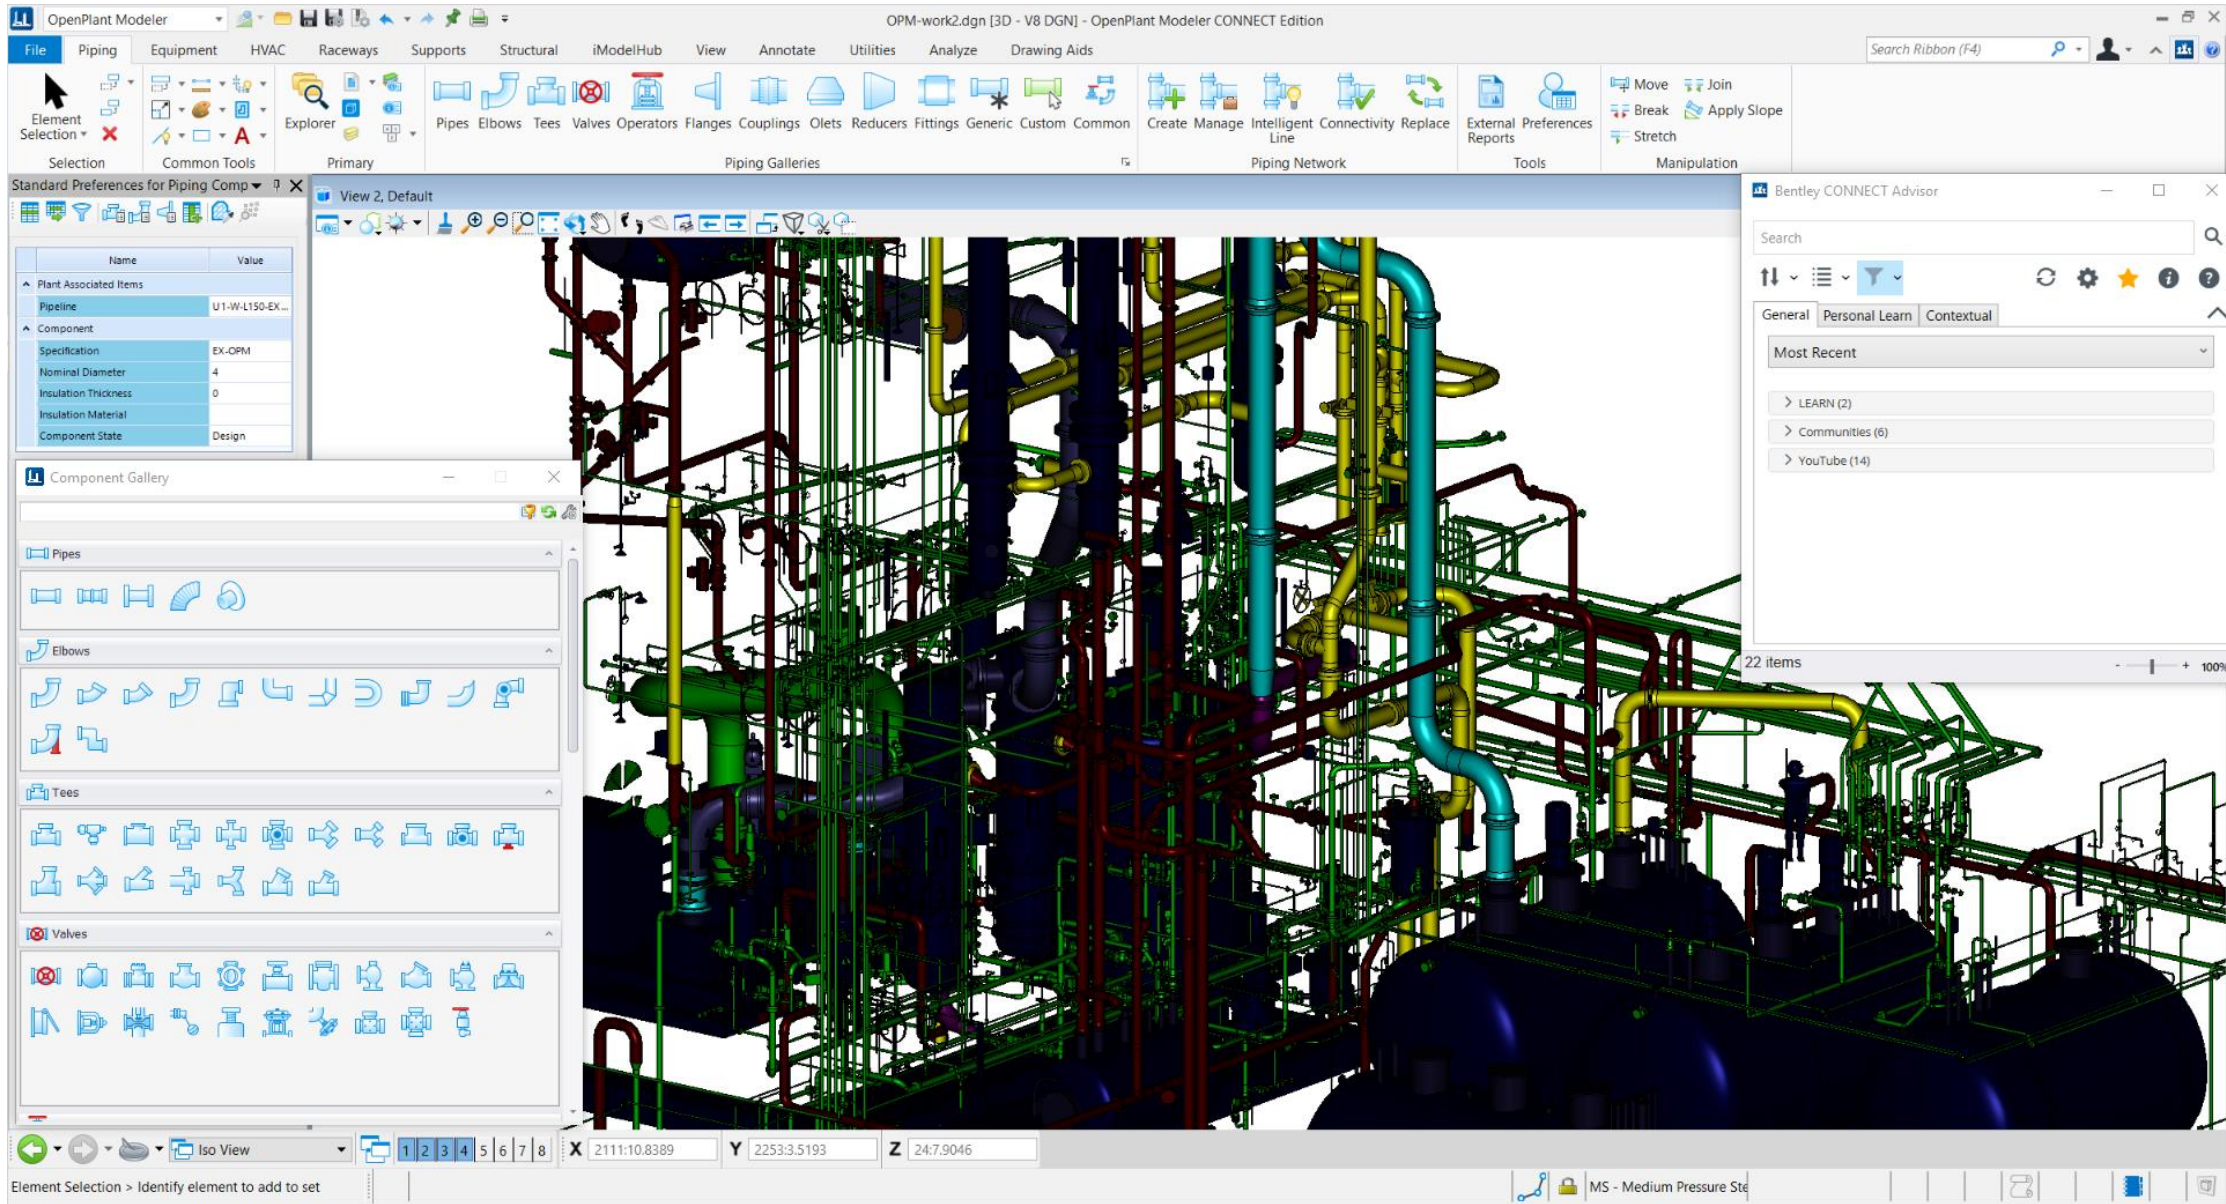 OpenPlant Modeler
OPM-work2.dgn [3D - V8 DGN] - OpenPlant Modeler CONNECT Edition
File Piping Equipment HVAC Raceways Supports Structural iModelHub View Annotate Utilities Analyze Drawing Aids
Search Ribbon (F4)
Element Selection
Explorer
Pipes Elbows Tees Valves Operators Flanges Couplings Olets Reducers Fittings Generic Custom Common
Create Manage Intelligent Line Connectivity Replace
External Reports Preferences
Move Join
Break Apply Slope
Stretch
Selection Common Tools Primary Piping Galleries Piping Network Tools Manipulation
Standard Preferences for Piping Comp
Name Value
Plant Associated Items
Pipeline U1-W-L150-EX...
Component
Specification EX-OPM
Nominal Diameter 4
Insulation Thickness 0
Insulation Material
Component State Design
View 2, Default
Component Gallery
Pipes
Elbows
Tees
Valves
Bentley CONNECT Advisor
Search
General Personal Learn Contextual
Most Recent
LEARN (2)
Communities (6)
YouTube (14)
22 items
- + 100%
Iso View
1 2 3 4 5 6 7 8
X 2111:10.8389 Y 2253:3.5193 Z 24:7.9046
Element Selection > Identify element to add to set
MS - Medium Pressure Ste